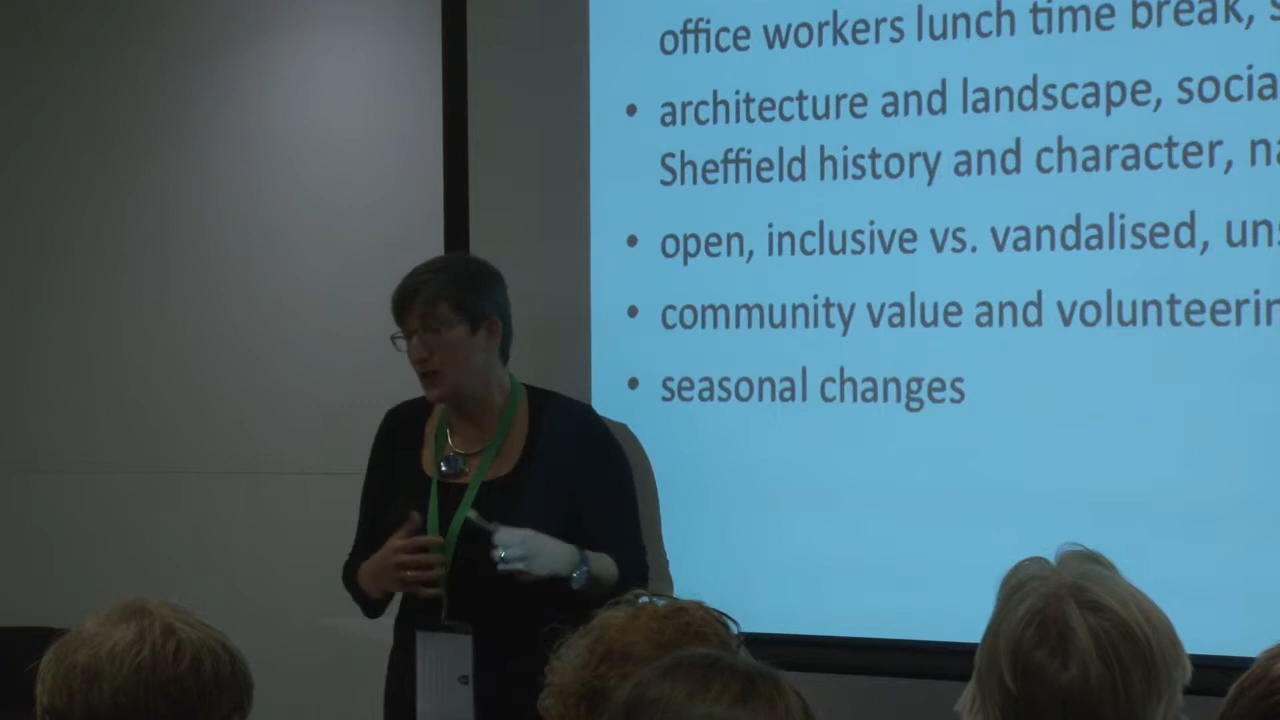 office workers lunch time break,
• architecture and landscape,
Sheffield history and character,
• open, inclusive vs. vandalised,
• community value and
• seasonal changes